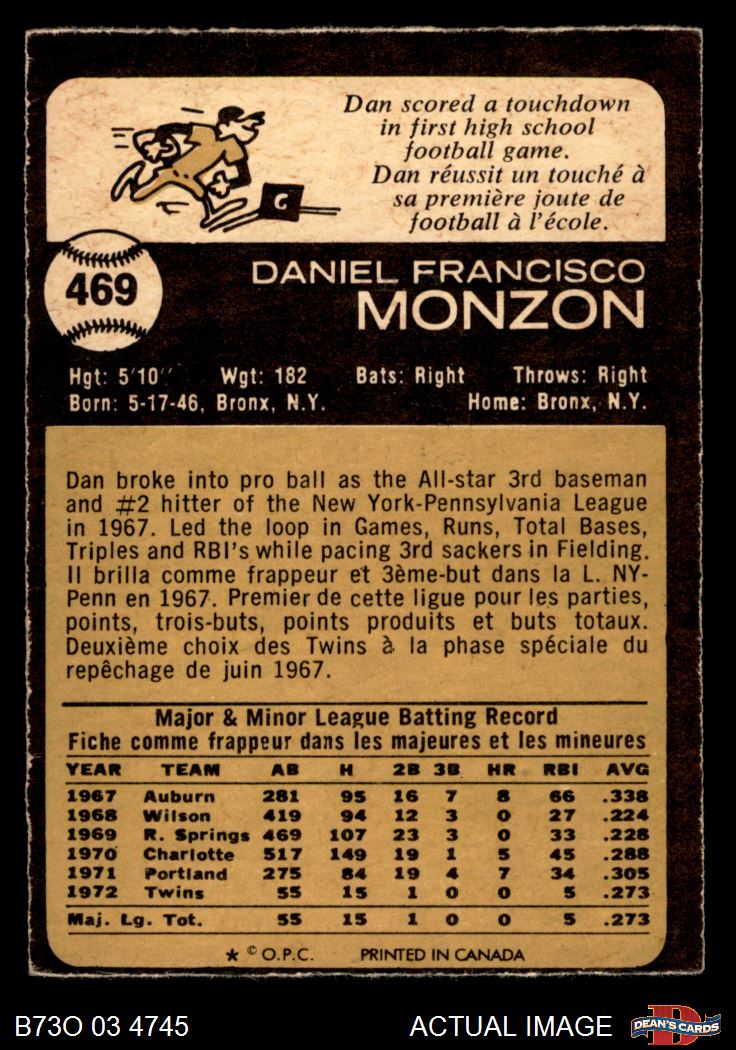 Dan scored a touchdown
in first high school
football game.
Dan réussit un touché à
sa première joute de
football à l'école.
G
469
DANIEL FRANCISCO
MONZON
Hgt: 5'10'' Wgt: 182 Bats: Right Throws: Right
Born: 5-17-46, Bronx, N.Y. Home: Bronx, N.Y.
Dan broke into pro ball as the All-star 3rd baseman
and #2 hitter of the New York-Pennsylvania League
in 1967. Led the loop in Games, Runs, Total Bases,
Triples and RBI's while pacing 3rd sackers in Fielding.
Il brilla comme frappeur et 3ème-but dans la L. NY-
Penn en 1967. Premier de cette ligue pour les parties,
points, trois-buts, points produits et buts totaux.
Deuxième choix des Twins à la phase spéciale du
repêchage de juin 1967.
Major & Minor League Batting Record
Fiche comme frappeur dans les majeures et les mineures
YEAR TEAM AB H 2B 3B HR RBI AVG
1967 Auburn 281 95 16 7 8 66 .338
1968 Wilson 419 94 12 3 0 27 .224
1969 R. Springs 469 107 23 3 0 33 .228
1970 Charlotte 517 149 19 1 5 45 .288
1971 Portland 275 84 19 4 7 34 .305
1972 Twins 55 15 1 0 0 5 .273
Maj. Lg. Tot. 55 15 1 0 0 5 .273
* © O.P.C. PRINTED IN CANADA
B73O 03 4745 ACTUAL IMAGE DEAN'S CARDS